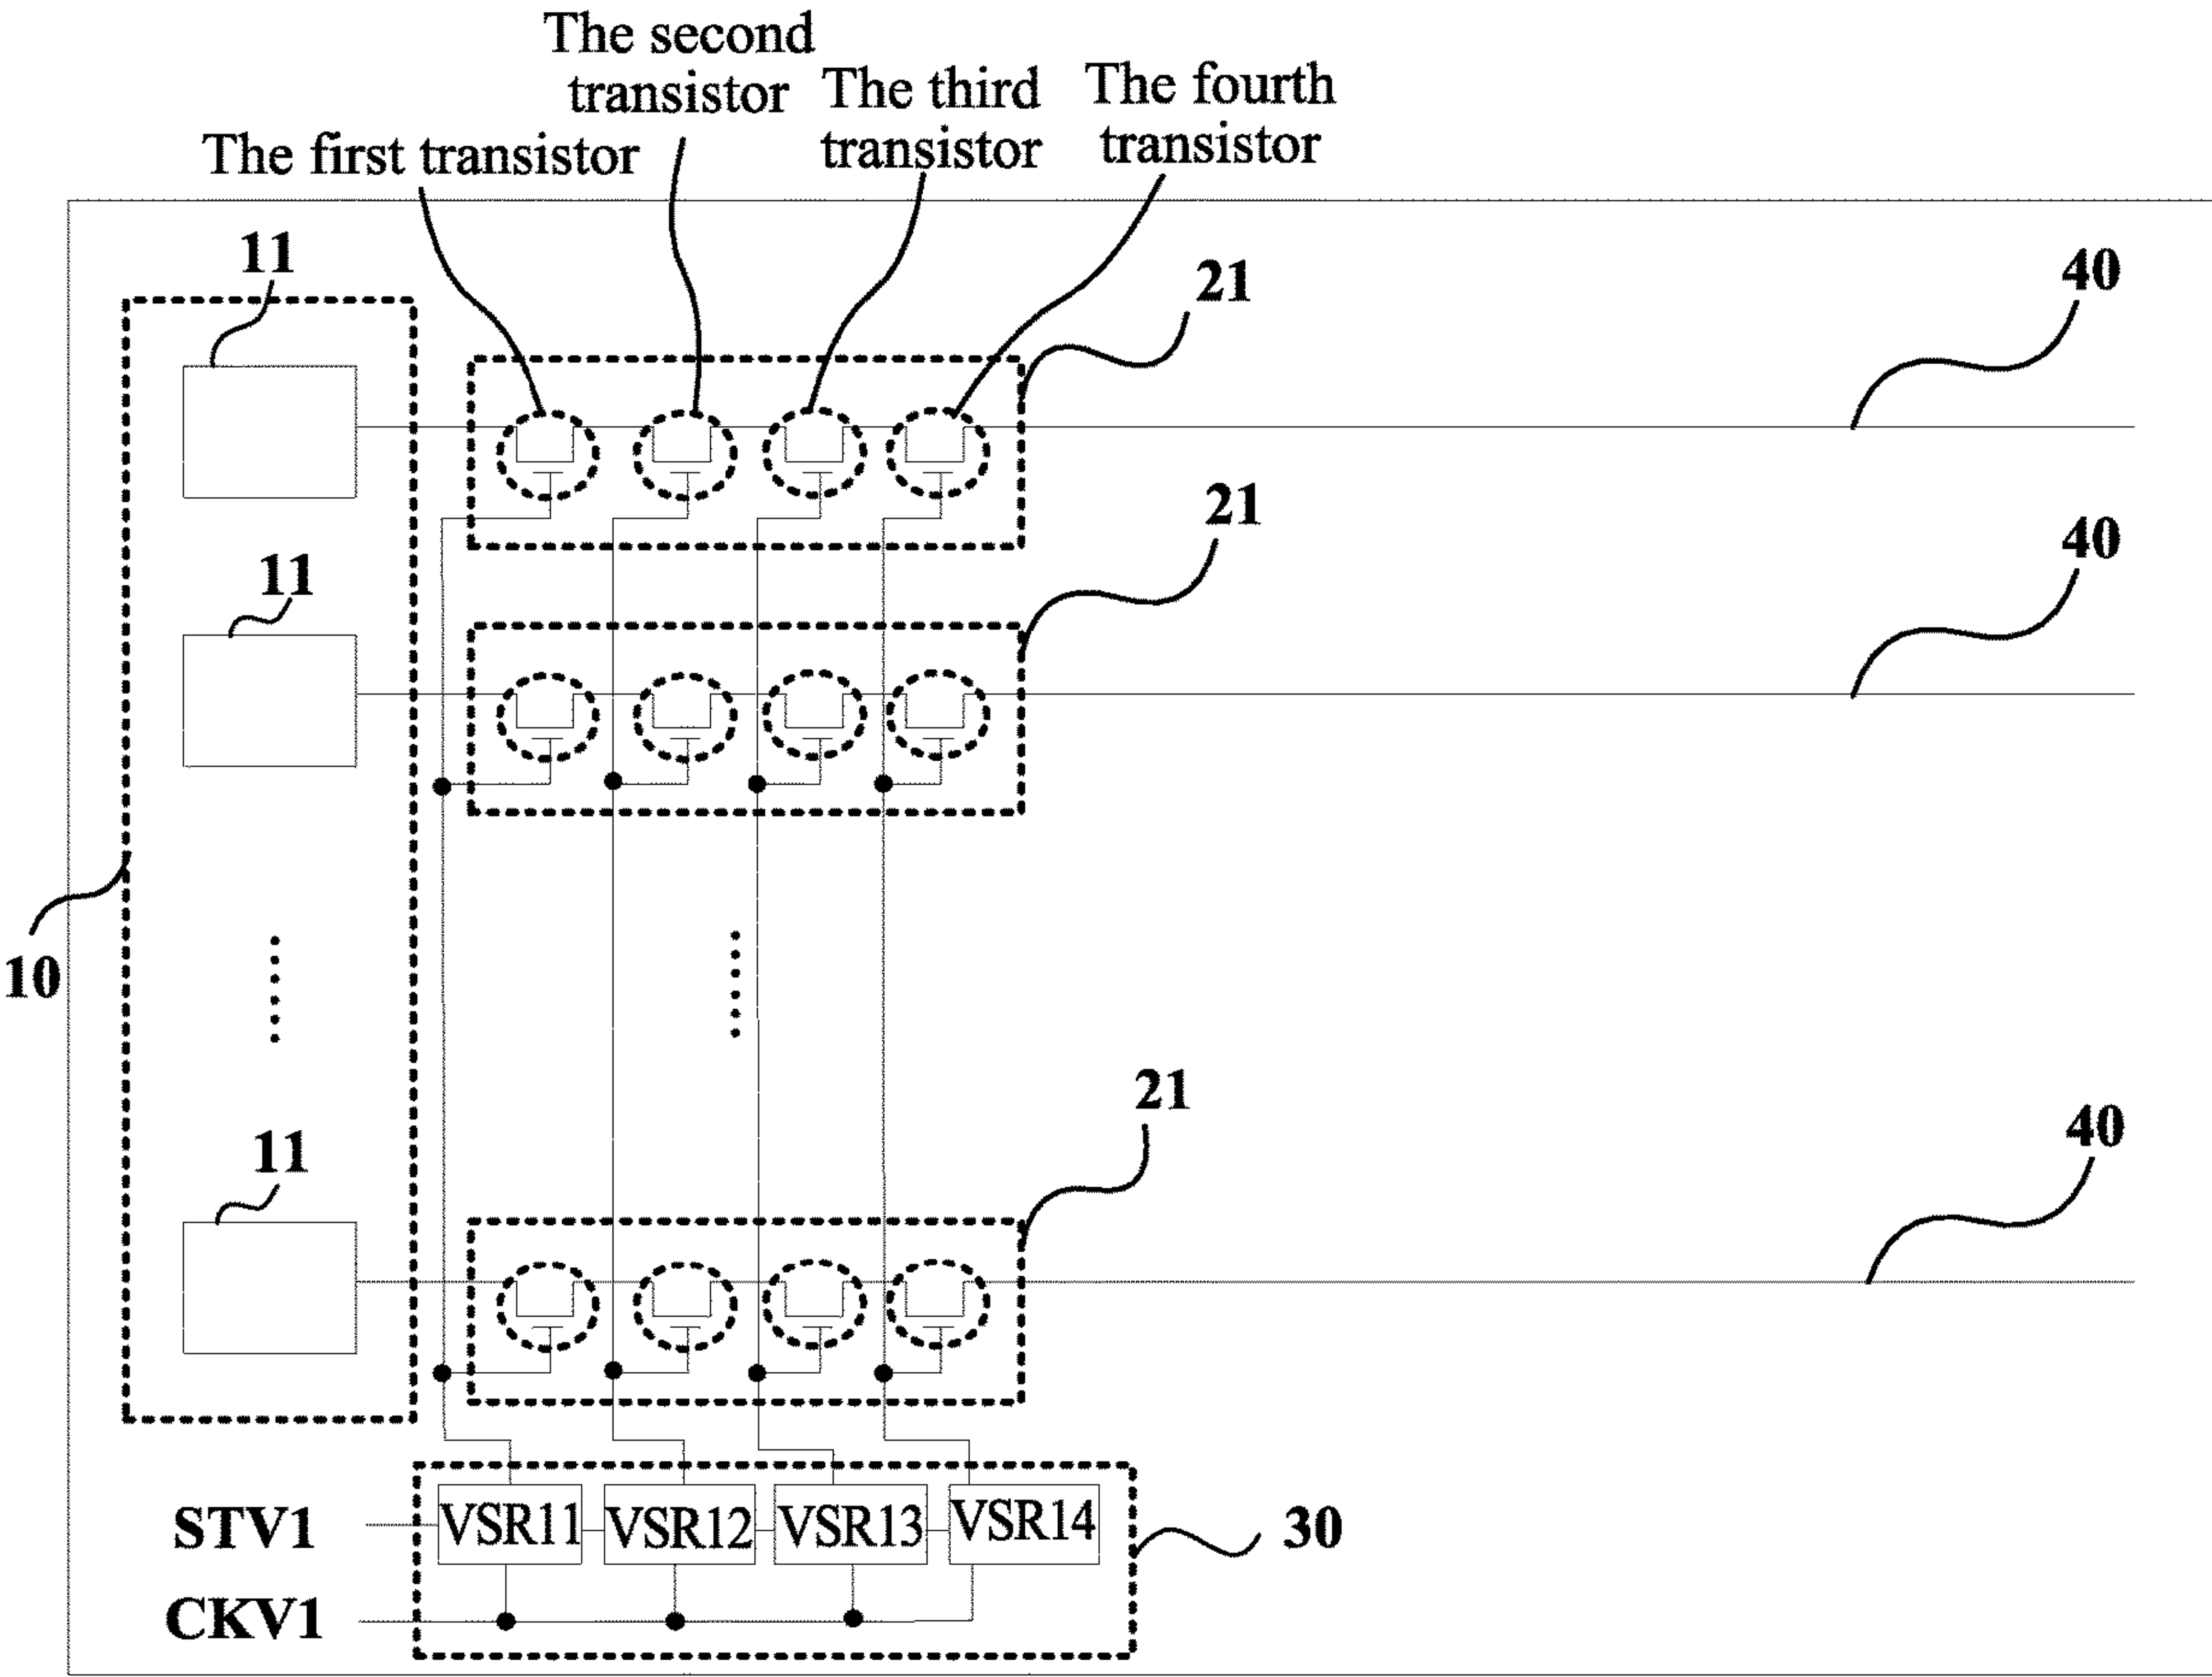 The second
transistor
The third
transistor
The fourth
transistor
The first transistor
11
21
40
21
40
11
10
21
40
11
STV1
VSR11
VSR12
VSR13
VSR14
30
CKV1